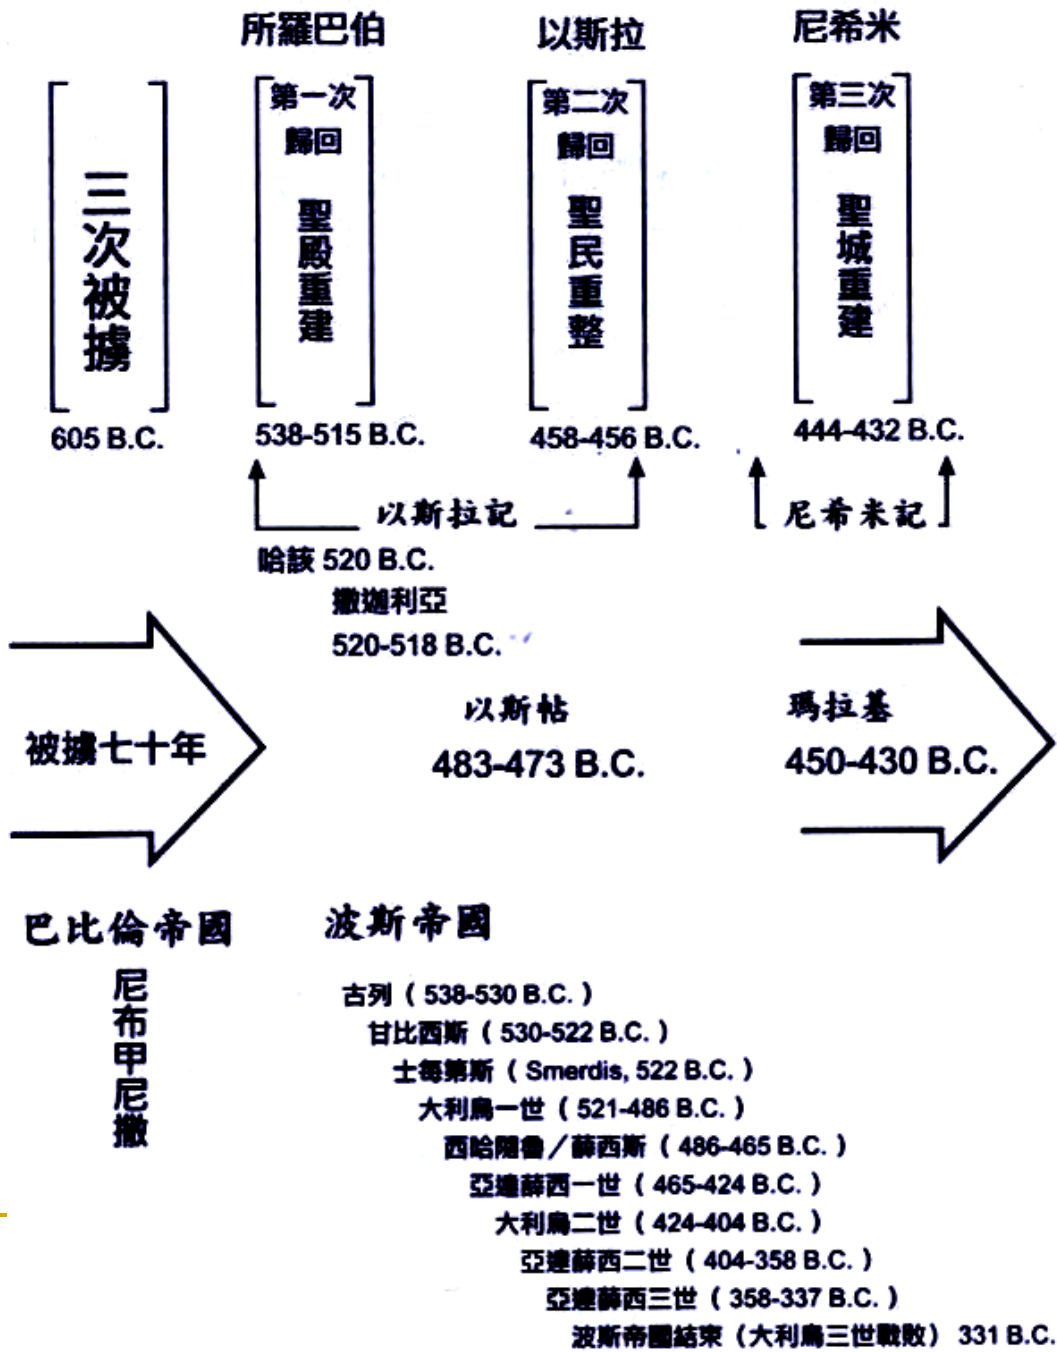 所羅巴伯
以斯拉
尼希米
三次被擄
605 B.C.
第一次
歸回
聖殿重建
538-515 B.C.
第二次
歸回
聖民重整
458-456 B.C.
第三次
歸回
聖城重建
444-432 B.C.
以斯拉記
尼希米記
哈該 520 B.C.
撒迦利亞
520-518 B.C.
被擄七十年
以斯帖
483-473 B.C.
瑪拉基
450-430 B.C.
巴比倫帝國
尼布甲尼撒
波斯帝國
古列 ( 538-530 B.C. )
甘比西斯 ( 530-522 B.C. )
士每第斯 ( Smerdis, 522 B.C. )
大利烏一世 ( 521-486 B.C. )
西哈隨魯／薛西斯 ( 486-465 B.C. )
亞達薛西一世 ( 465-424 B.C. )
大利烏二世 ( 424-404 B.C. )
亞達薛西二世 ( 404-358 B.C. )
亞達薛西三世 ( 358-337 B.C. )
波斯帝國結束 (大利烏三世戰敗) 331 B.C.